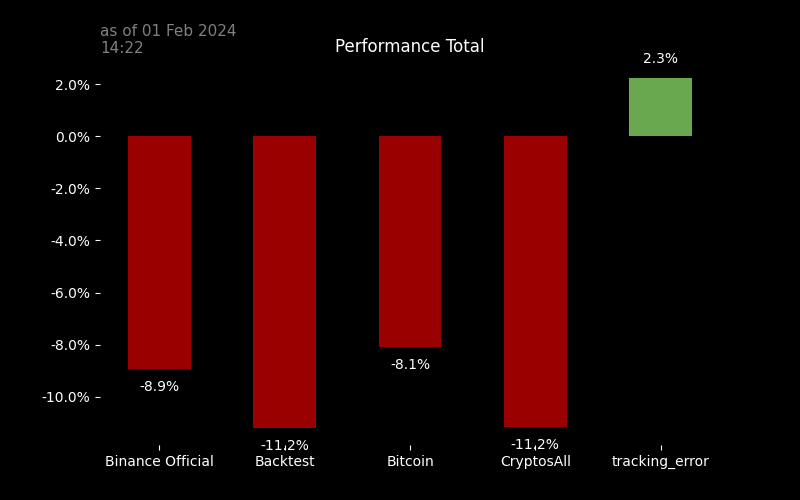 as of 01 Feb 2024
14:22
Performance Total
2.3%
2.0%
0.0%
-2.0%
-4.0%
-6.0%
-8.0%
-10.0%
-8.9%
-11.2%
-8.1%
-11.2%
Binance Official
Backtest
Bitcoin
CryptosAll
tracking_error